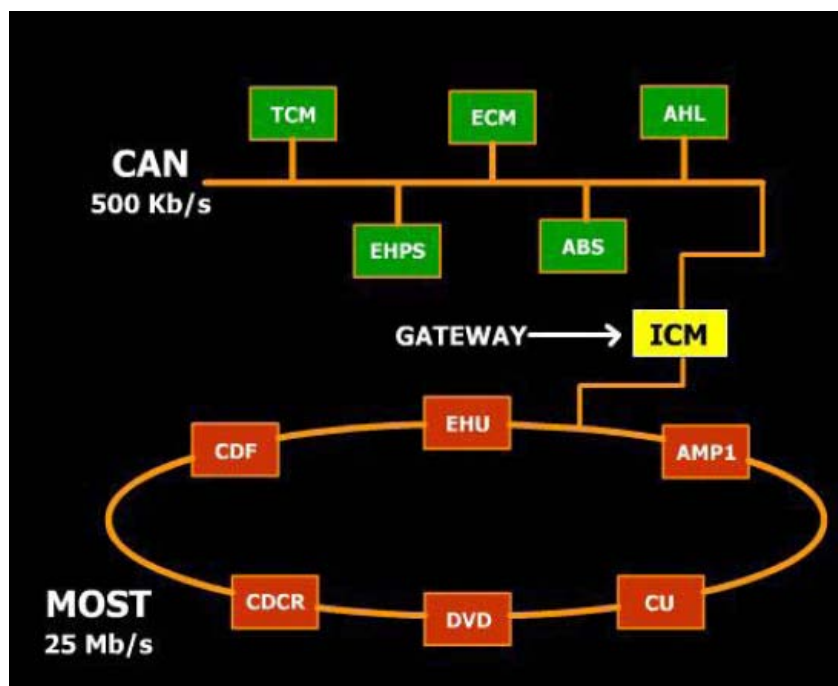 TCM
ECM
AHL
CAN
500 Kb/s
EHPS
ABS
GATEWAY
ICM
EHU
CDF
AMP1
CDCR
DVD
CU
MOST
25 Mb/s